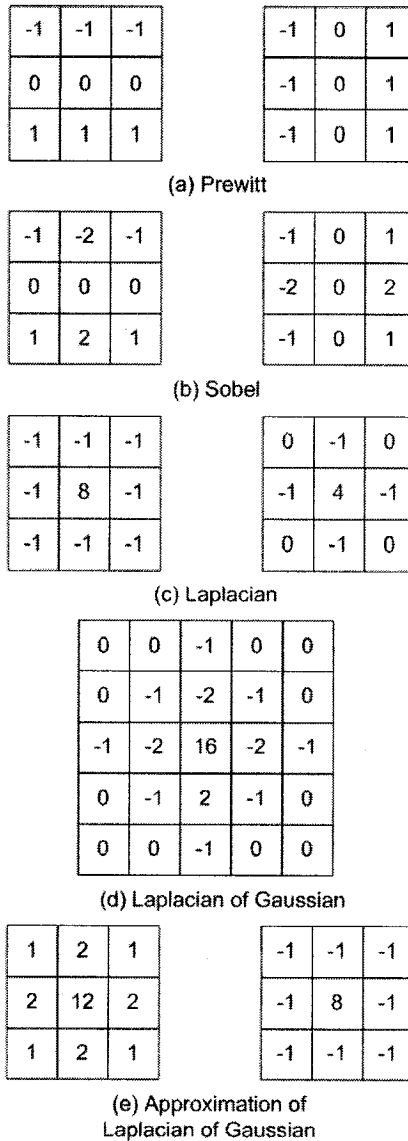 -1 -1 -1 -1 0 1
0 0 0 -1 0 1
1 1 1 -1 0 1
(a) Prewitt
-1 -2 -1 -1 0 1
0 0 0 -2 0 2
1 2 1 -1 0 1
(b) Sobel
-1 -1 -1 0 -1 0
-1 8 -1 -1 4 -1
-1 -1 -1 0 -1 0
(c) Laplacian
0 0 -1 0 0
0 -1 -2 -1 0
-1 -2 16 -2 -1
0 -1 2 -1 0
0 0 -1 0 0
(d) Laplacian of Gaussian
1 2 1 -1 -1 -1
2 12 2 -1 8 -1
1 2 1 -1 -1 -1
(e) Approximation of
Laplacian of Gaussian